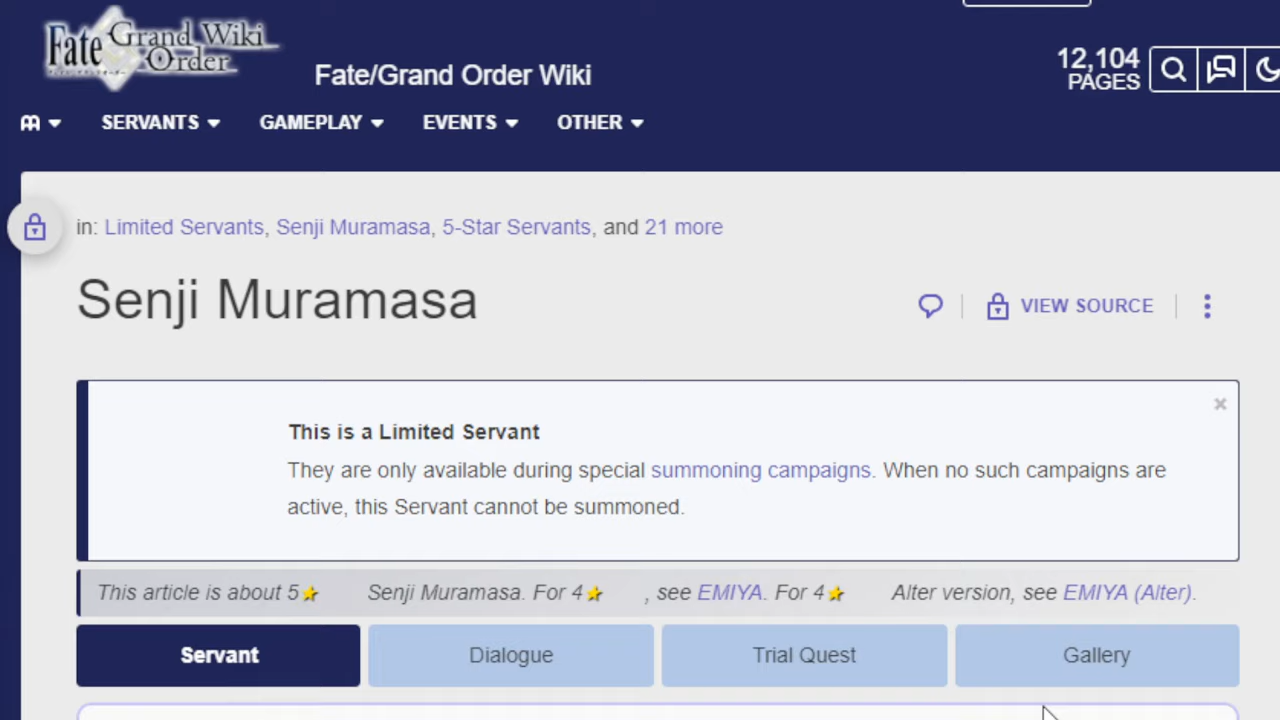 Fate Grand Wiki
Order
Fate/Grand Order Wiki
12,104
PAGES
SERVANTS GAMEPLAY EVENTS OTHER
in: Limited Servants, Senji Muramasa, 5-Star Servants, and 21 more
Senji Muramasa
VIEW SOURCE
This is a Limited Servant
They are only available during special summoning campaigns. When no such campaigns are
active, this Servant cannot be summoned.
This article is about 5⭐ Senji Muramasa. For 4⭐ , see EMIYA. For 4⭐ Alter version, see EMIYA (Alter).
Servant Dialogue Trial Quest Gallery